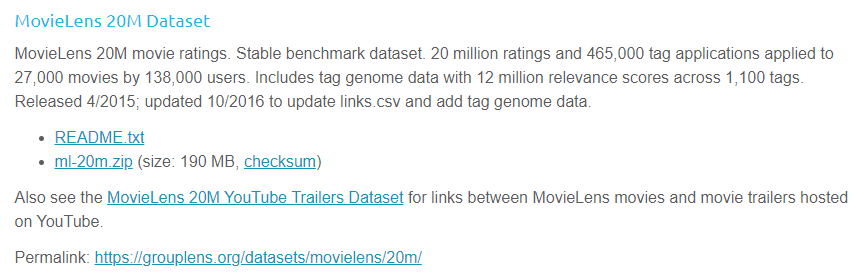 MovieLens 20M Dataset
MovieLens 20M movie ratings. Stable benchmark dataset. 20 million ratings and 465,000 tag applications applied to
27,000 movies by 138,000 users. Includes tag genome data with 12 million relevance scores across 1,100 tags.
Released 4/2015; updated 10/2016 to update links.csv and add tag genome data.
• README.txt
• ml-20m.zip (size: 190 MB, checksum)
Also see the MovieLens 20M YouTube Trailers Dataset for links between MovieLens movies and movie trailers hosted
on YouTube.
Permalink: https://grouplens.org/datasets/movielens/20m/